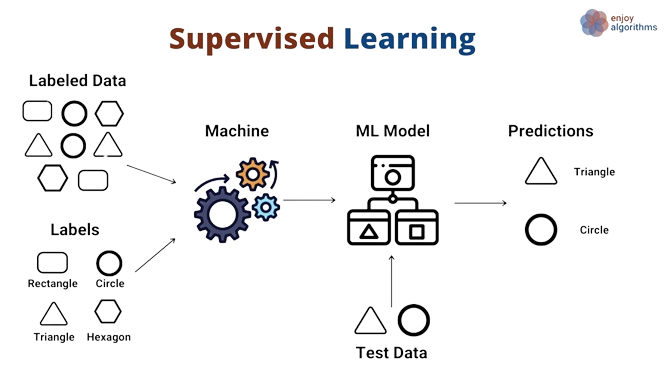 Supervised Learning
enjoy
algorithms
Labeled Data
Machine
ML Model
Predictions
Triangle
Circle
Labels
Rectangle
Circle
Triangle
Hexagon
Test Data